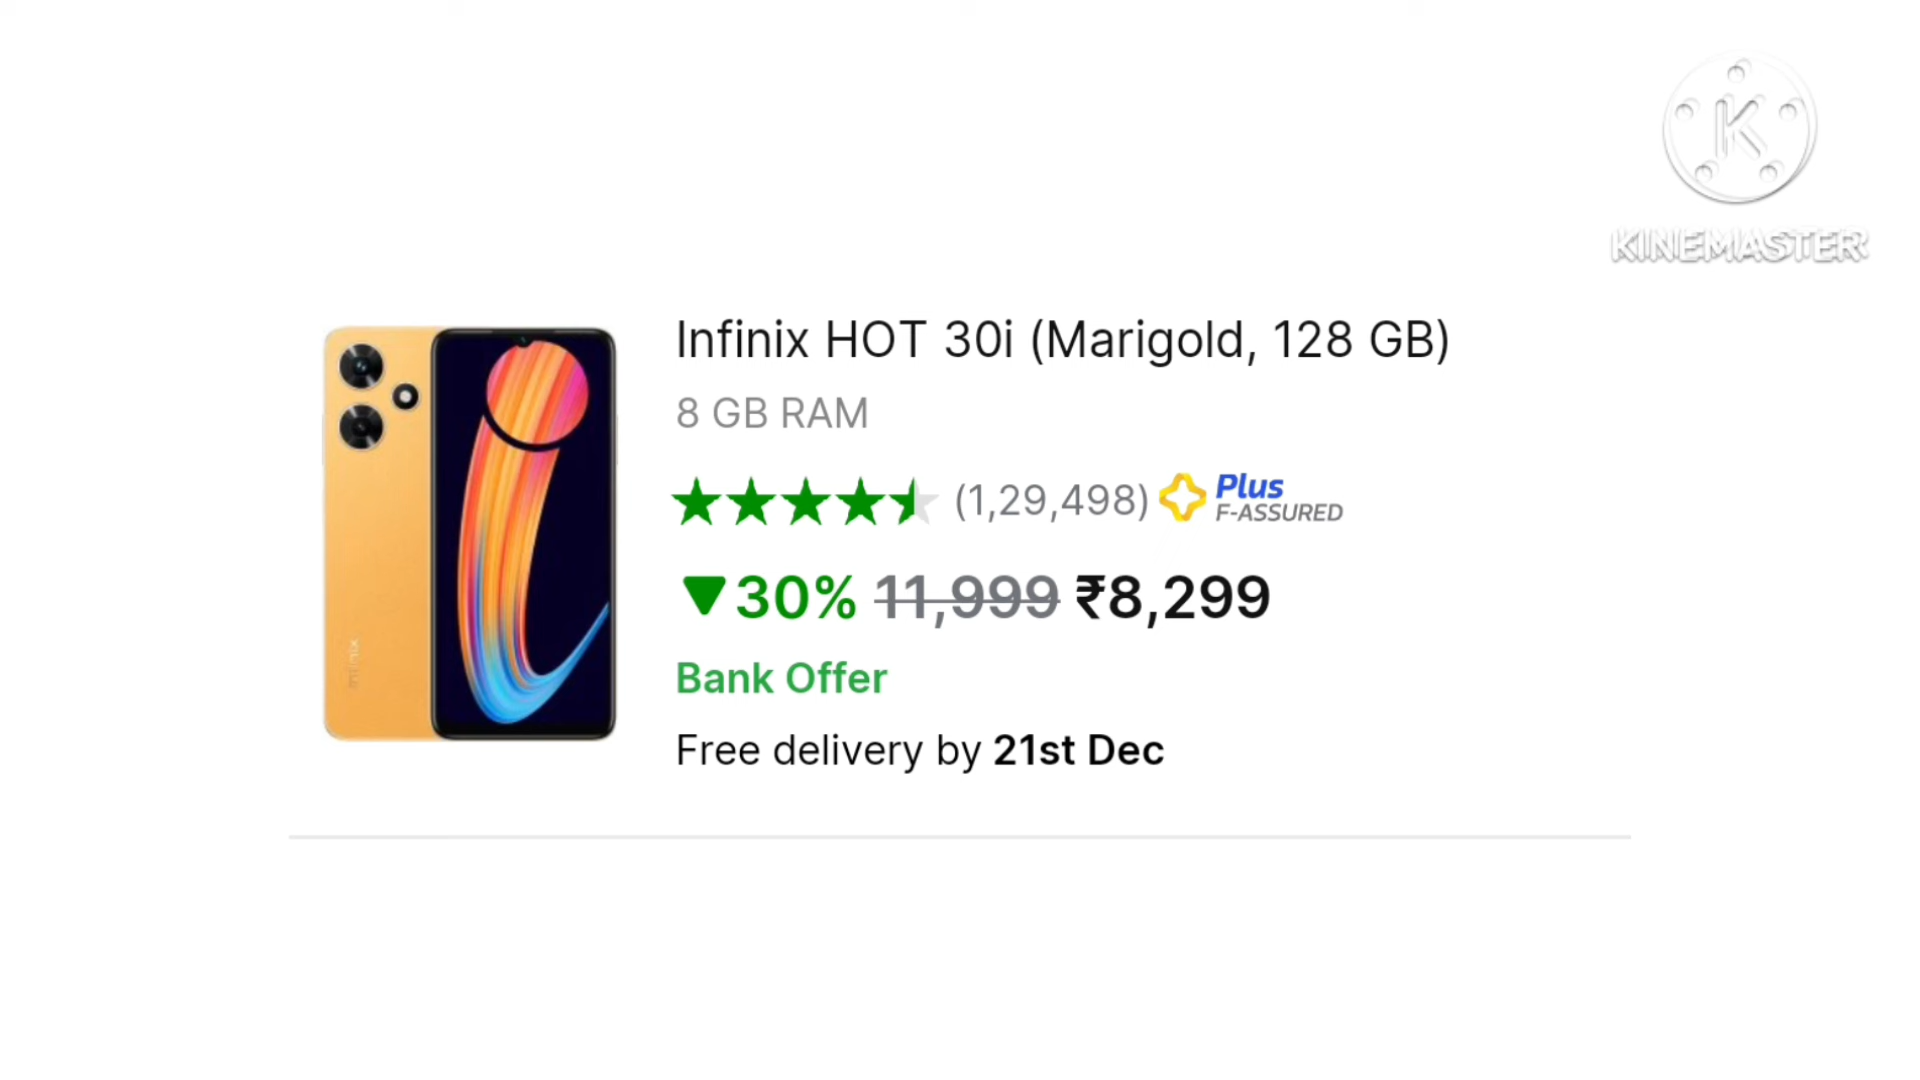 KINEMASTER
Infinix HOT 30i (Marigold, 128 GB)
8 GB RAM
(1,29,498) Plus F-ASSURED
▼30% 11,999 ₹8,299
Bank Offer
Free delivery by 21st Dec
Infinix